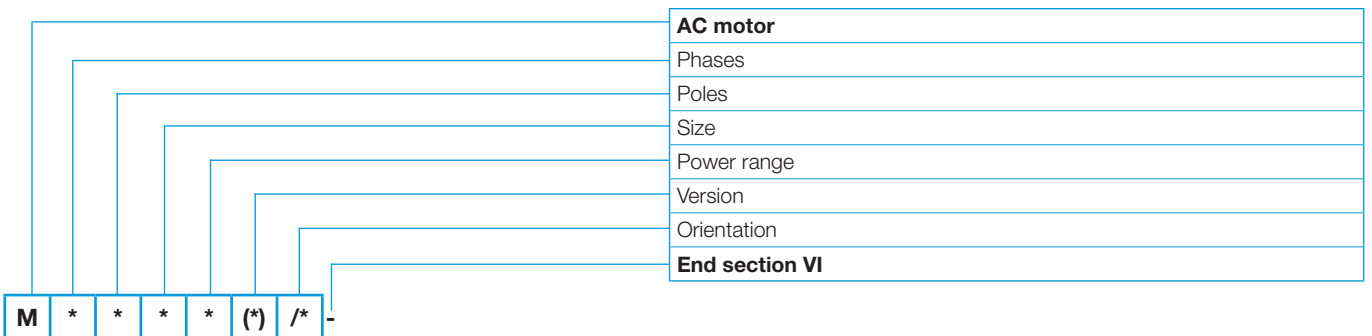 AC motor
Phases
Poles
Size
Power range
Version
Orientation
End section VI
M * * * * (*) /* -